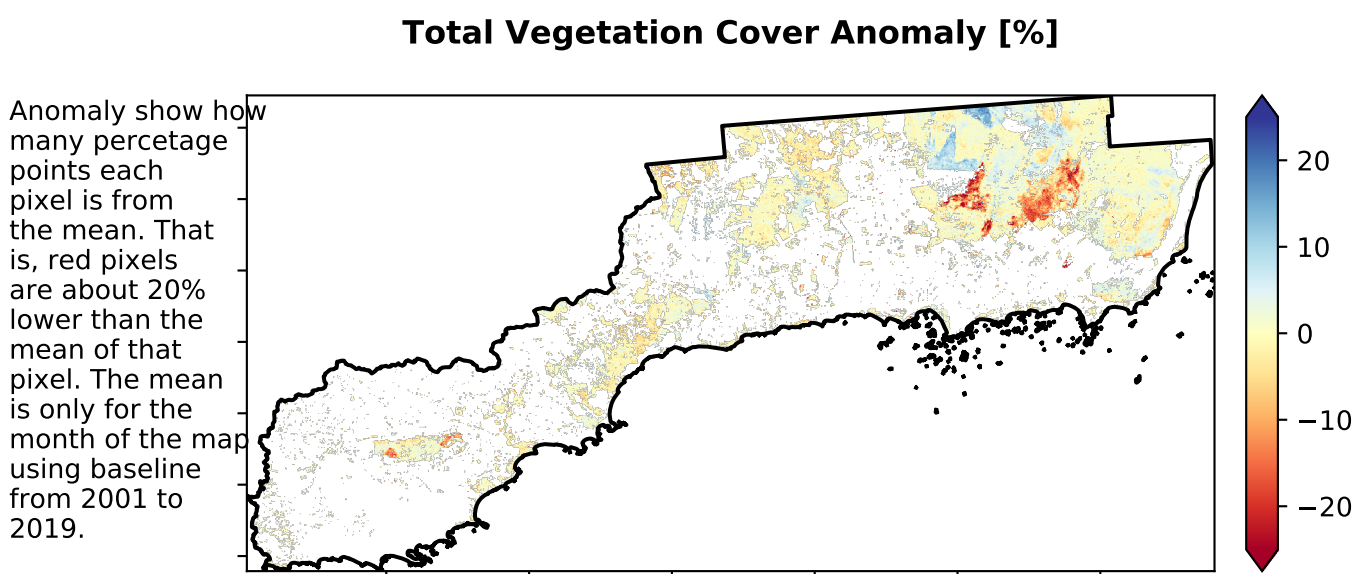 Total Vegetation Cover Anomaly [%]
Anomaly show how
many percetage
points each
pixel is from
the mean. That
is, red pixels
are about 20%
lower than the
mean of that
pixel. The mean
is only for the
month of the map
using baseline
from 2001 to
2019.
20
10
0
−10
−20